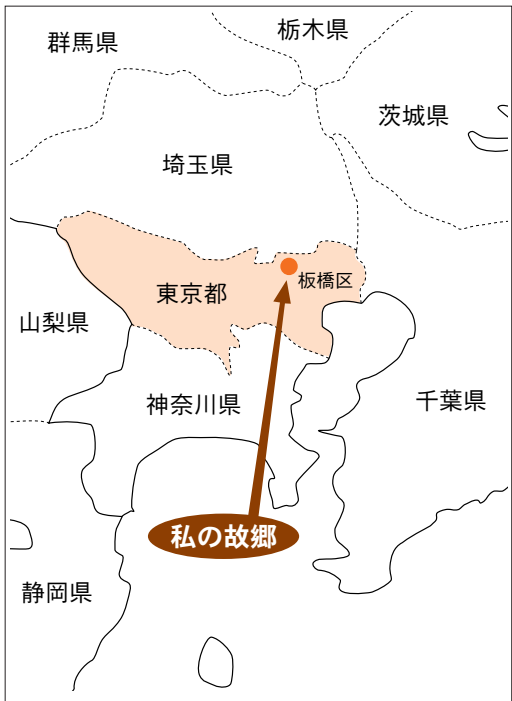 栃木県
群馬県
茨城県
埼玉県
板橋区
東京都
山梨県
千葉県
神奈川県
私の故郷
静岡県